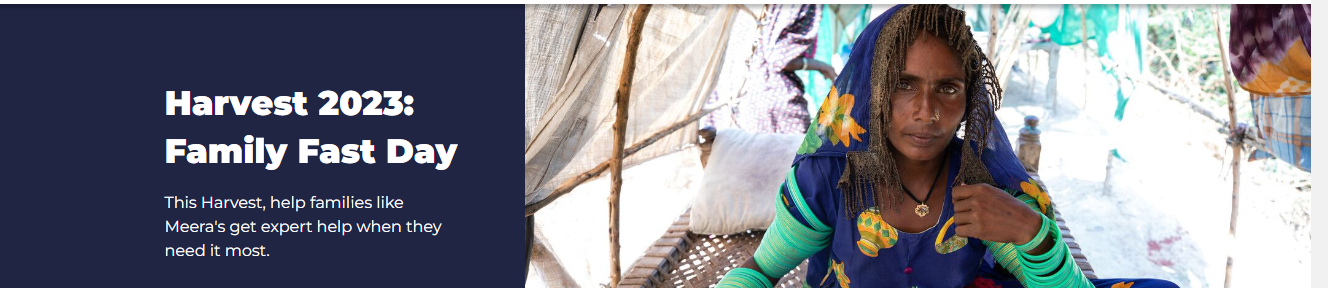 Harvest 2023:
Family Fast Day
This Harvest, help families like
Meera's get expert help when they
need it most.